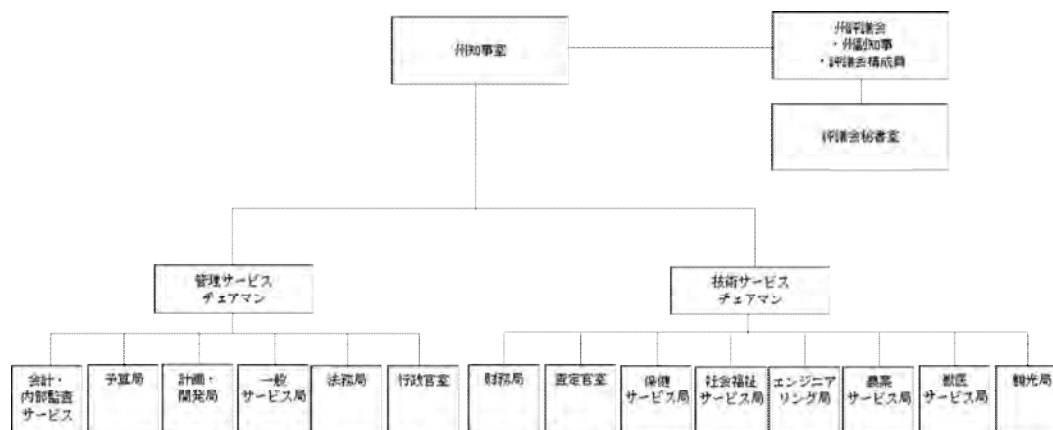 州知事室
州評議会
・州副知事
・評議会構成員
評議会秘書室
管理サービス
チェアマン
技術サービス
チェアマン
会計・
内部監査
サービス
予算局
計画・
開発局
一般
サービス局
法務局
行政官室
財務局
査定官室
保健
サービス局
社会福祉
サービス局
エンジニア
リング局
農業
サービス局
獣医
サービス局
観光局